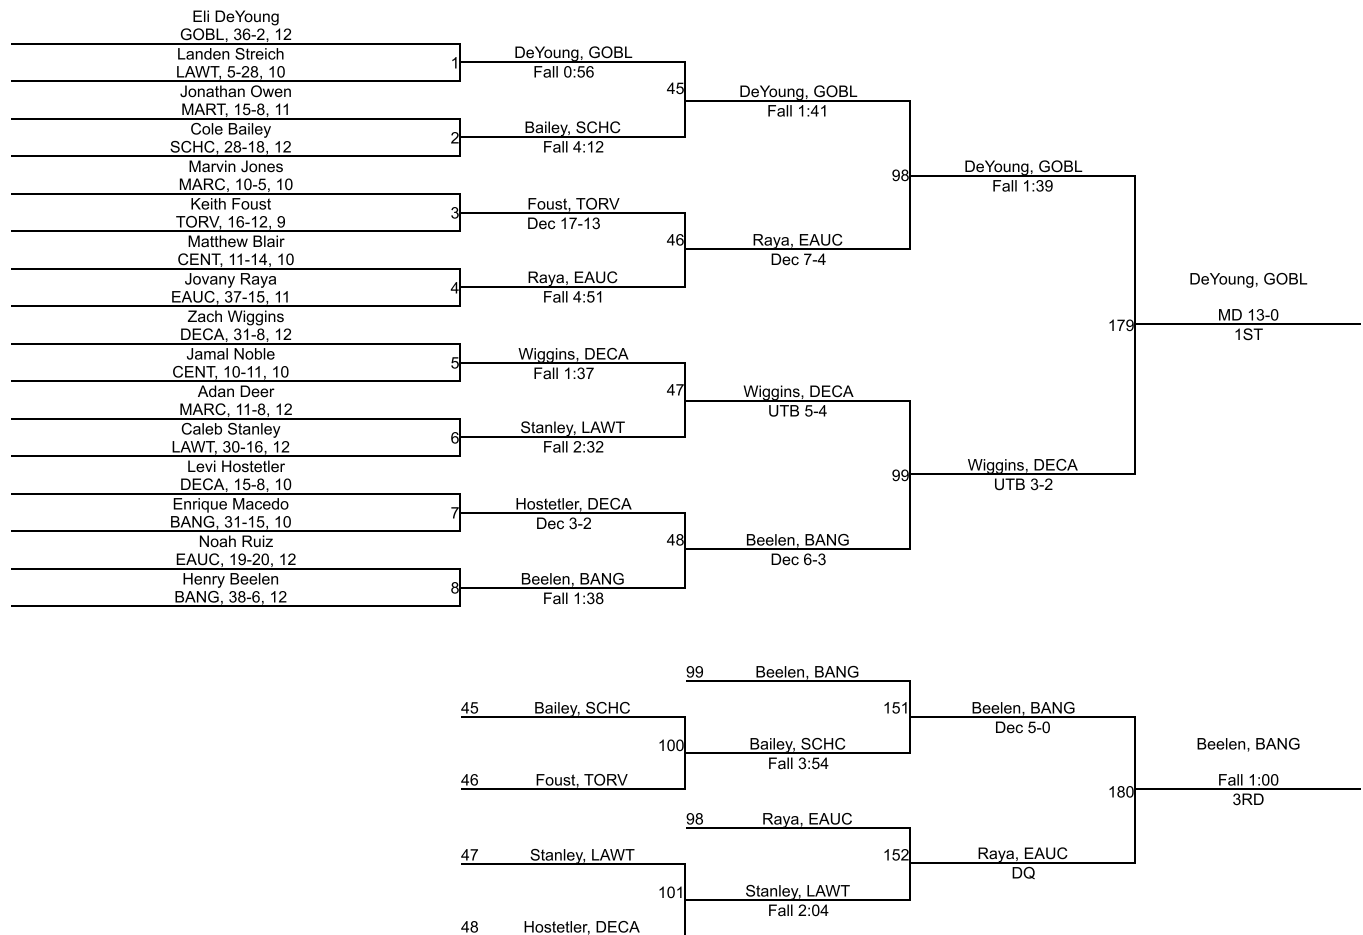 Eli DeYoung
GOBL, 36-2, 12
Landen Streich
LAWT, 5-28, 10
1
Jonathan Owen
MART, 15-8, 11
Cole Bailey
SCHC, 28-18, 12
2
Marvin Jones
MARC, 10-5, 10
Keith Foust
TORV, 16-12, 9
3
Matthew Blair
CENT, 11-14, 10
Jovany Raya
EAUC, 37-15, 11
4
Zach Wiggins
DECA, 31-8, 12
Jamal Noble
CENT, 10-11, 10
5
Adan Deer
MARC, 11-8, 12
Caleb Stanley
LAWT, 30-16, 12
6
Levi Hostetler
DECA, 15-8, 10
Enrique Macedo
BANG, 31-15, 10
7
Noah Ruiz
EAUC, 19-20, 12
Henry Beelen
BANG, 38-6, 12
8
DeYoung, GOBL
Fall 0:56
45
Bailey, SCHC
Fall 4:12
Foust, TORV
Dec 17-13
46
Raya, EAUC
Fall 4:51
Wiggins, DECA
Fall 1:37
47
Stanley, LAWT
Fall 2:32
Hostetler, DECA
Dec 3-2
48
Beelen, BANG
Fall 1:38
DeYoung, GOBL
Fall 1:41
98
Raya, EAUC
Dec 7-4
Wiggins, DECA
UTB 5-4
99
Beelen, BANG
Dec 6-3
DeYoung, GOBL
Fall 1:39
179
Wiggins, DECA
UTB 3-2
DeYoung, GOBL
MD 13-0
1ST
99 Beelen, BANG
45 Bailey, SCHC
151
100
Bailey, SCHC
Fall 3:54
46 Foust, TORV
98 Raya, EAUC
47 Stanley, LAWT
152
101
Stanley, LAWT
Fall 2:04
48 Hostetler, DECA
Beelen, BANG
Dec 5-0
180
Raya, EAUC
DQ
Beelen, BANG
Fall 1:00
3RD